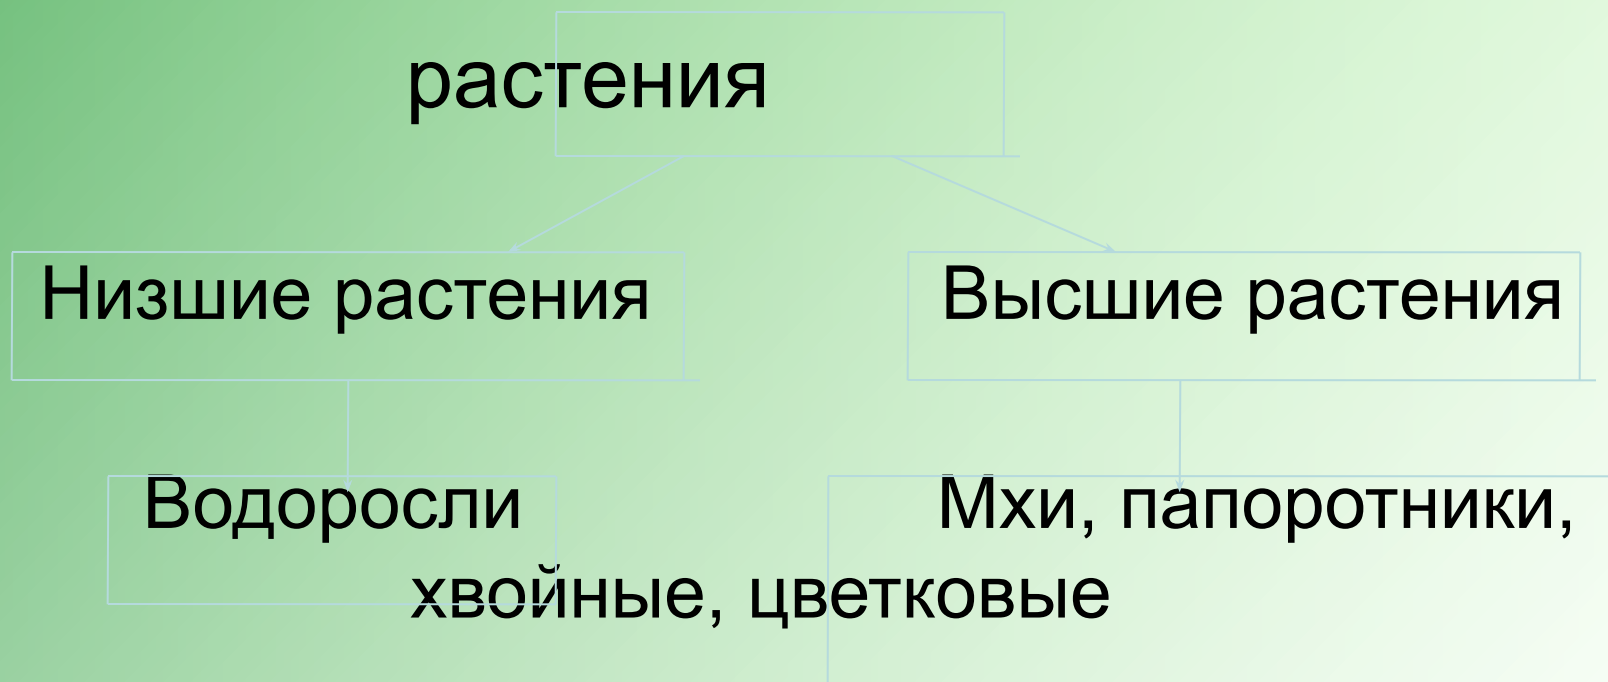 растения
Низшие растения
Высшие растения
Водоросли
Мхи, папоротники,
хвойные, цветковые